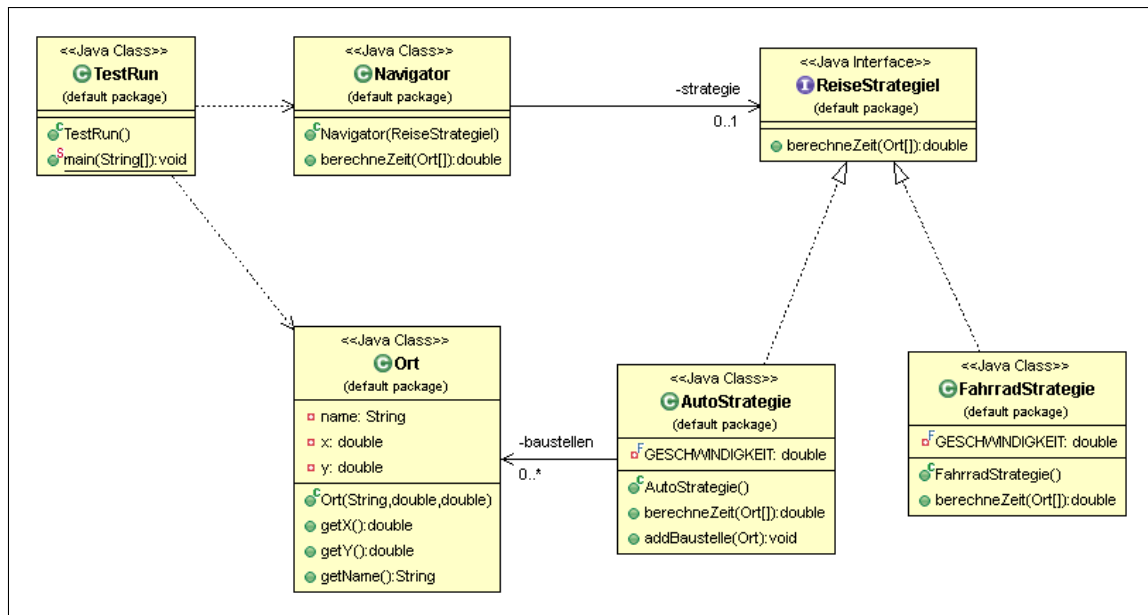 <<Java Class>>
TestRun
(default package)
TestRun()
main(String[]):void
<<Java Class>>
Navigator
(default package)
Navigator(ReiseStrategieI)
berechneZeit(Ort[]):double
-strategie
0..1
<<Java Interface>>
ReiseStrategieI
(default package)
berechneZeit(Ort[]):double
<<Java Class>>
Ort
(default package)
name: String
x: double
y: double
Ort(String,double,double)
getX():double
getY():double
getName():String
-baustellen
0..*
<<Java Class>>
AutoStrategie
(default package)
GESCHWINDIGKEIT: double
AutoStrategie()
berechneZeit(Ort[]):double
addBaustelle(Ort):void
<<Java Class>>
FahrradStrategie
(default package)
GESCHWINDIGKEIT: double
FahrradStrategie()
berechneZeit(Ort[]):double